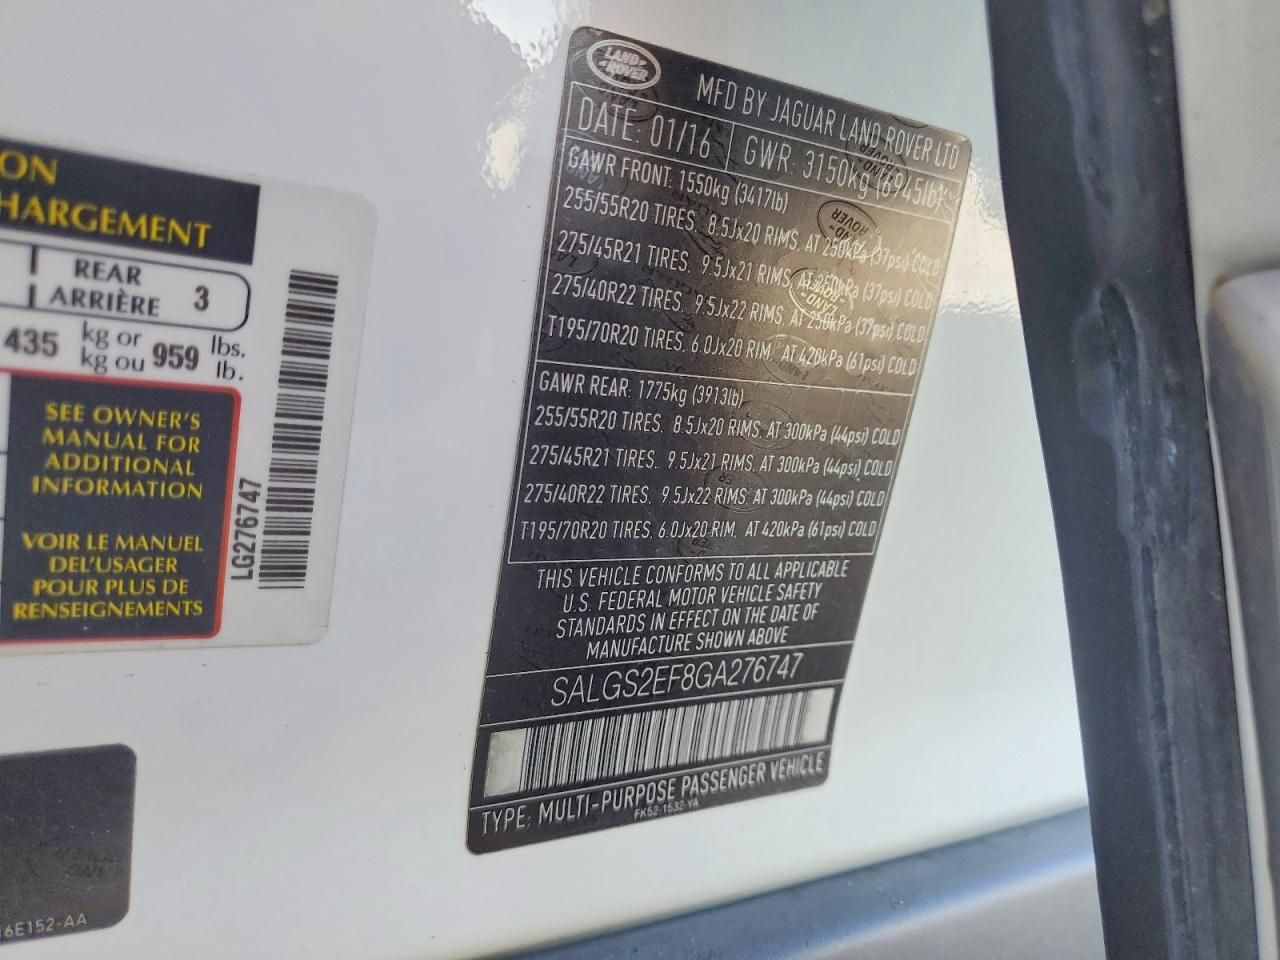 ON
HARGEMENT
REAR
ARRIÈRE 3
435 kg or
kg ou 959 lbs.
lb.
SEE OWNER'S
MANUAL FOR
ADDITIONAL
INFORMATION
VOIR LE MANUEL
DEL'USAGER
POUR PLUS DE
RENSEIGNEMENTS
LG276747
16E152-AA
LAND
ROVER
MFD BY JAGUAR LAND ROVER LTD
DATE: 01/16 GWR: 3150kg (6945lb)
GAWR FRONT: 1550kg (3417lb)
255/55R20 TIRES. 8.5Jx20 RIMS. AT 250kPa (37psi) COLD
275/45R21 TIRES. 9.5Jx21 RIMS. AT 250kPa (37psi) COLD
275/40R22 TIRES. 9.5Jx22 RIMS. AT 250kPa (37psi) COLD
T195/70R20 TIRES. 6.0Jx20 RIM. AT 420kPa (61psi) COLD
GAWR REAR: 1775kg (3913lb)
255/55R20 TIRES. 8.5Jx20 RIMS. AT 300kPa (44psi) COLD
275/45R21 TIRES. 9.5Jx21 RIMS. AT 300kPa (44psi) COLD
275/40R22 TIRES. 9.5Jx22 RIMS. AT 300kPa (44psi) COLD
T195/70R20 TIRES. 6.0Jx20 RIM. AT 420kPa (61psi) COLD
THIS VEHICLE CONFORMS TO ALL APPLICABLE
U.S. FEDERAL MOTOR VEHICLE SAFETY
STANDARDS IN EFFECT ON THE DATE OF
MANUFACTURE SHOWN ABOVE
SALGS2EF8GA276747
TYPE: MULTI-PURPOSE PASSENGER VEHICLE
FK52-1532-YA